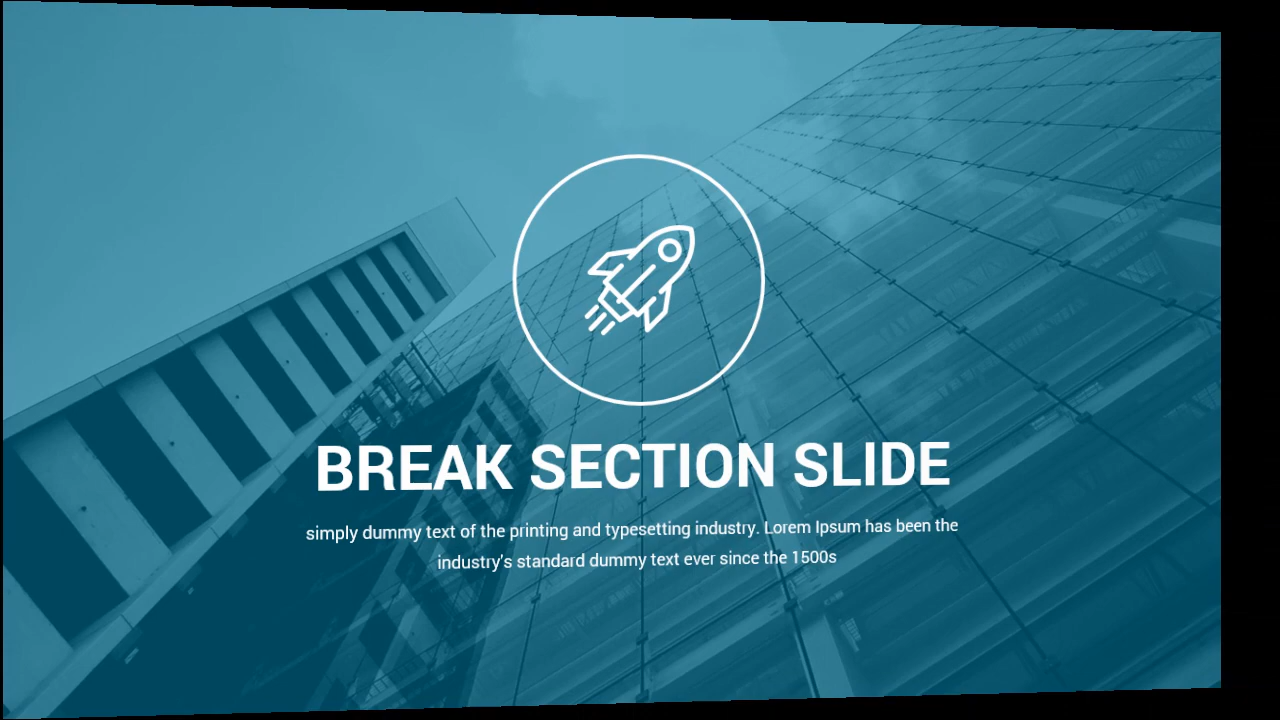 BREAK SECTION SLIDE
simply dummy text of the printing and typesetting industry. Lorem Ipsum has been the
industry's standard dummy text ever since the 1500s